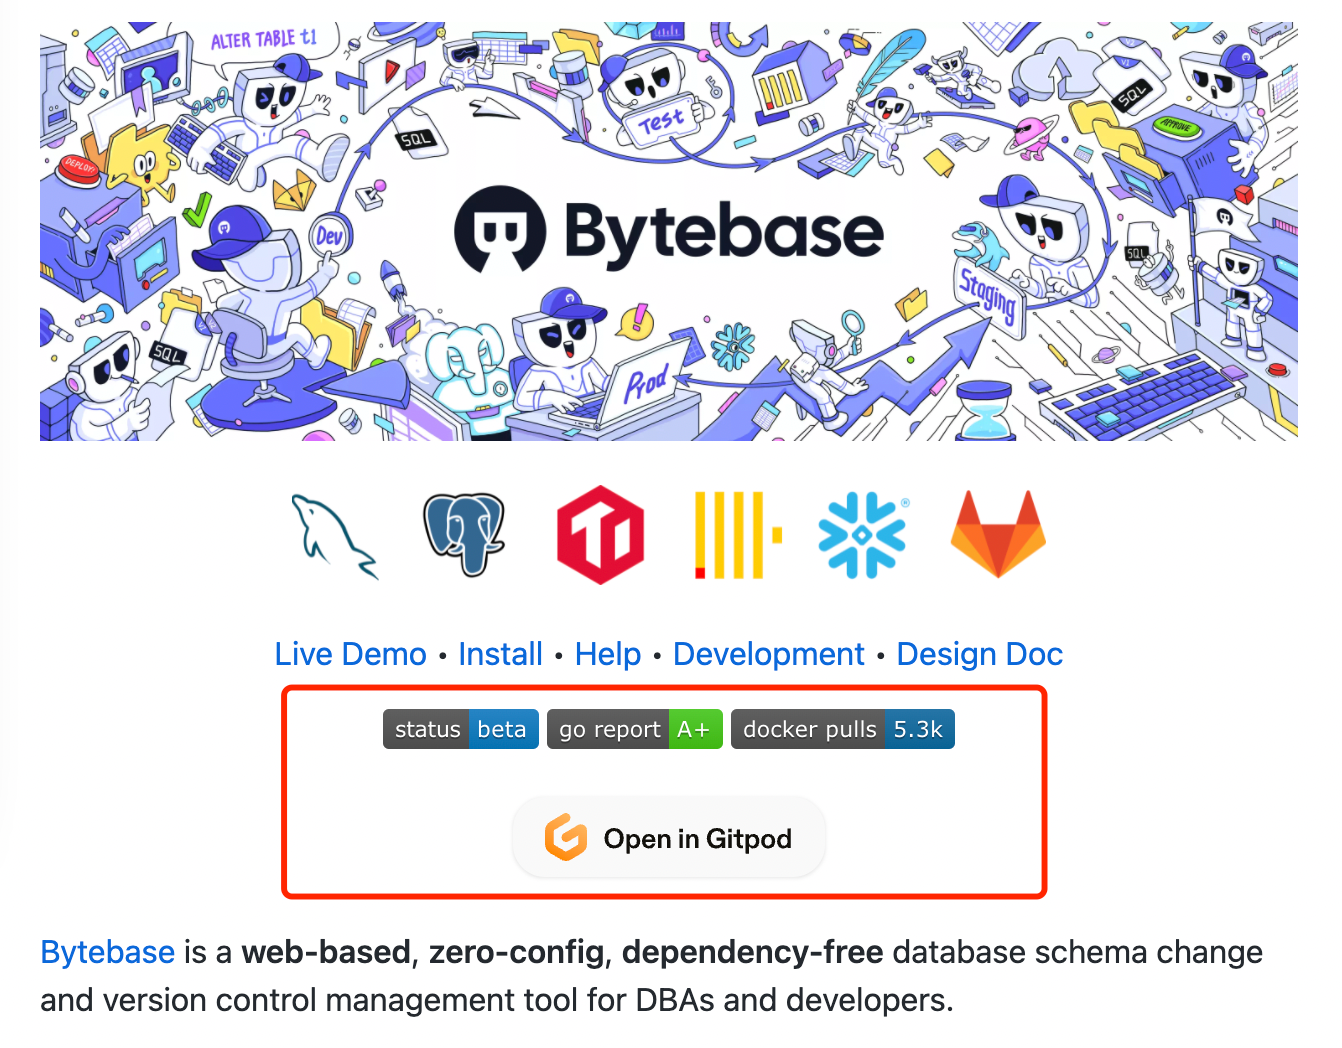 ALTER TABLE t1
SQL
Test
V1
SQL
APPROVE
DEPLOY!
Dev
Bytebase
SQL
Staging
SQL
Prod
Live Demo • Install • Help • Development • Design Doc
status beta go report A+ docker pulls 5.3k
Open in Gitpod
Bytebase is a web-based, zero-config, dependency-free database schema change
and version control management tool for DBAs and developers.